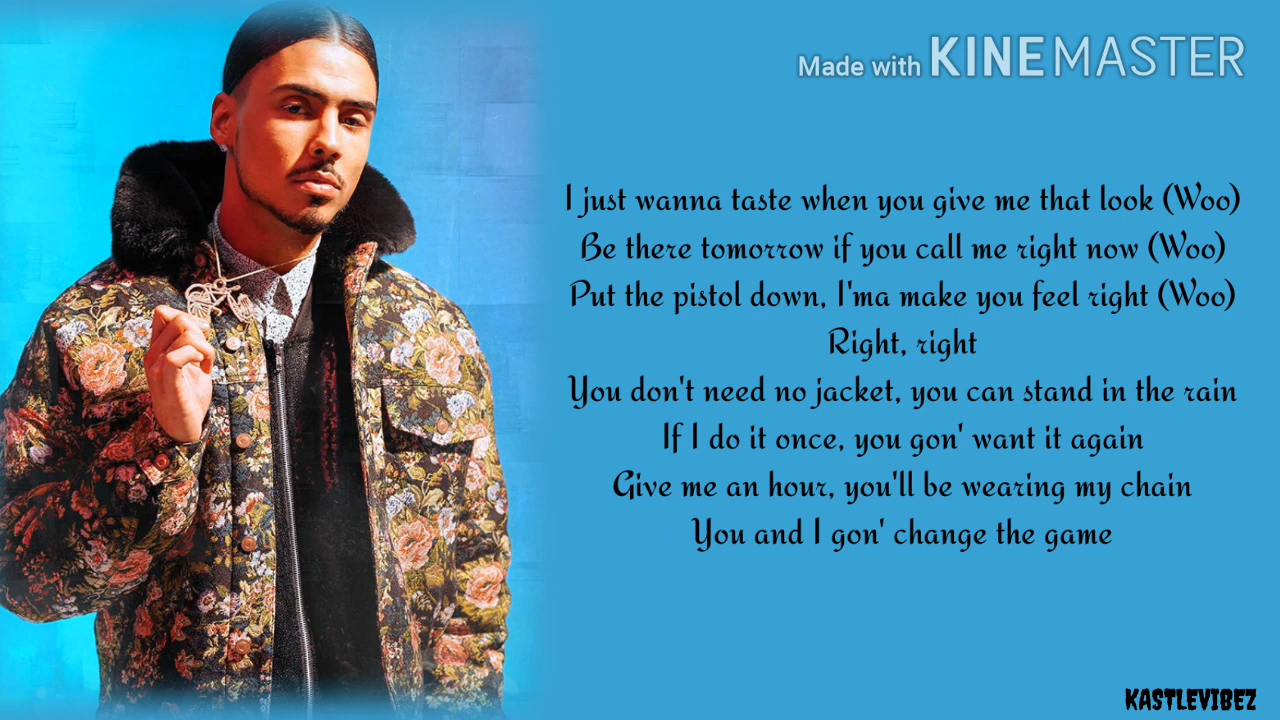 Made with KINEMASTER
I just wanna taste when you give me that look (Woo)
Be there tomorrow if you call me right now (Woo)
Put the pistol down, I'ma make you feel right (Woo)
Right, right
You don't need no jacket, you can stand in the rain
If I do it once, you gon' want it again
Give me an hour, you'll be wearing my chain
You and I gon' change the game
KASTLEVIBEZ